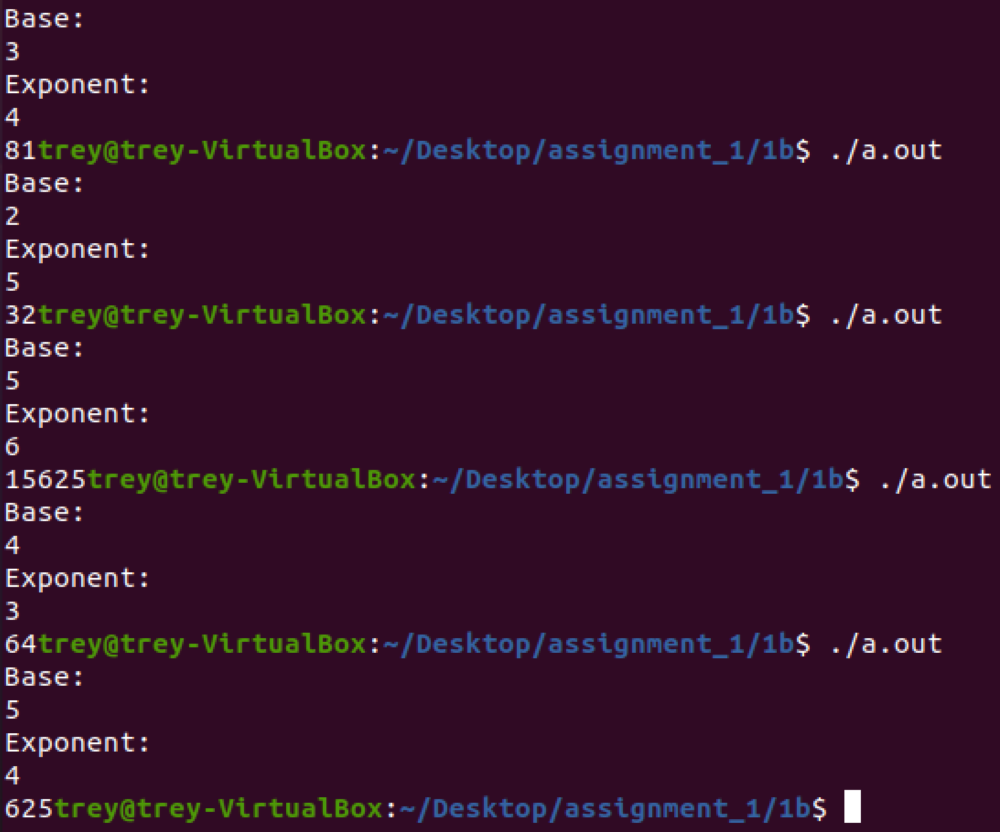 Base:
3
Exponent:
4
81trey@trey-VirtualBox:~/Desktop/assignment_1/1b$ ./a.out
Base:
2
Exponent:
5
32trey@trey-VirtualBox:~/Desktop/assignment_1/1b$ ./a.out
Base:
5
Exponent:
6
15625trey@trey-VirtualBox:~/Desktop/assignment_1/1b$ ./a.out
Base:
4
Exponent:
3
64trey@trey-VirtualBox:~/Desktop/assignment_1/1b$ ./a.out
Base:
5
Exponent:
4
625trey@trey-VirtualBox:~/Desktop/assignment_1/1b$